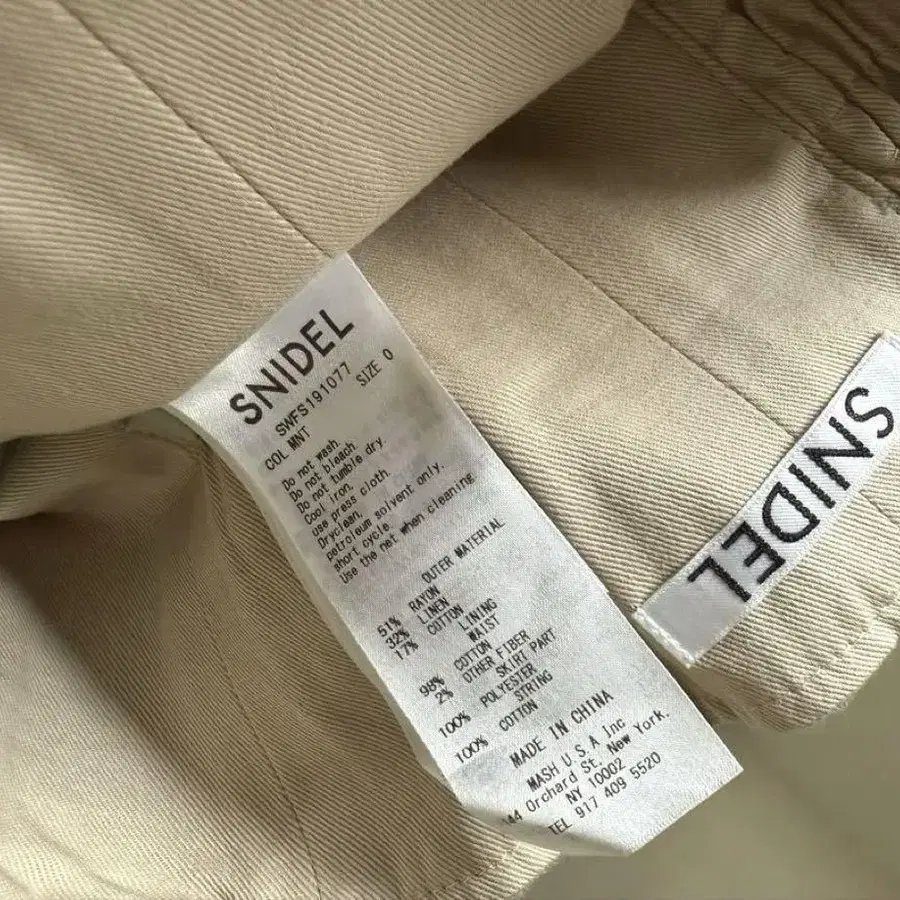 SNIDEL
SWFS191077
COL MNT SIZE 0
Do not wash.
Do not bleach.
Do not tumble dry.
Cool iron.
use press cloth.
Dryclean,
petroleum solvent only.
short cycle.
Use the net when cleaning.
OUTER MATERIAL
51% RAYON
32% LINEN
17% COTTON
LINING
WAIST
98% COTTON
2% OTHER FIBER
SKIRT PART
100% POLYESTER
STRING
100% COTTON
MADE IN CHINA
MASH U.S.A Inc
44 Orchard St. New York.
NY 10002
TEL 917 409 5520
SNIDEL